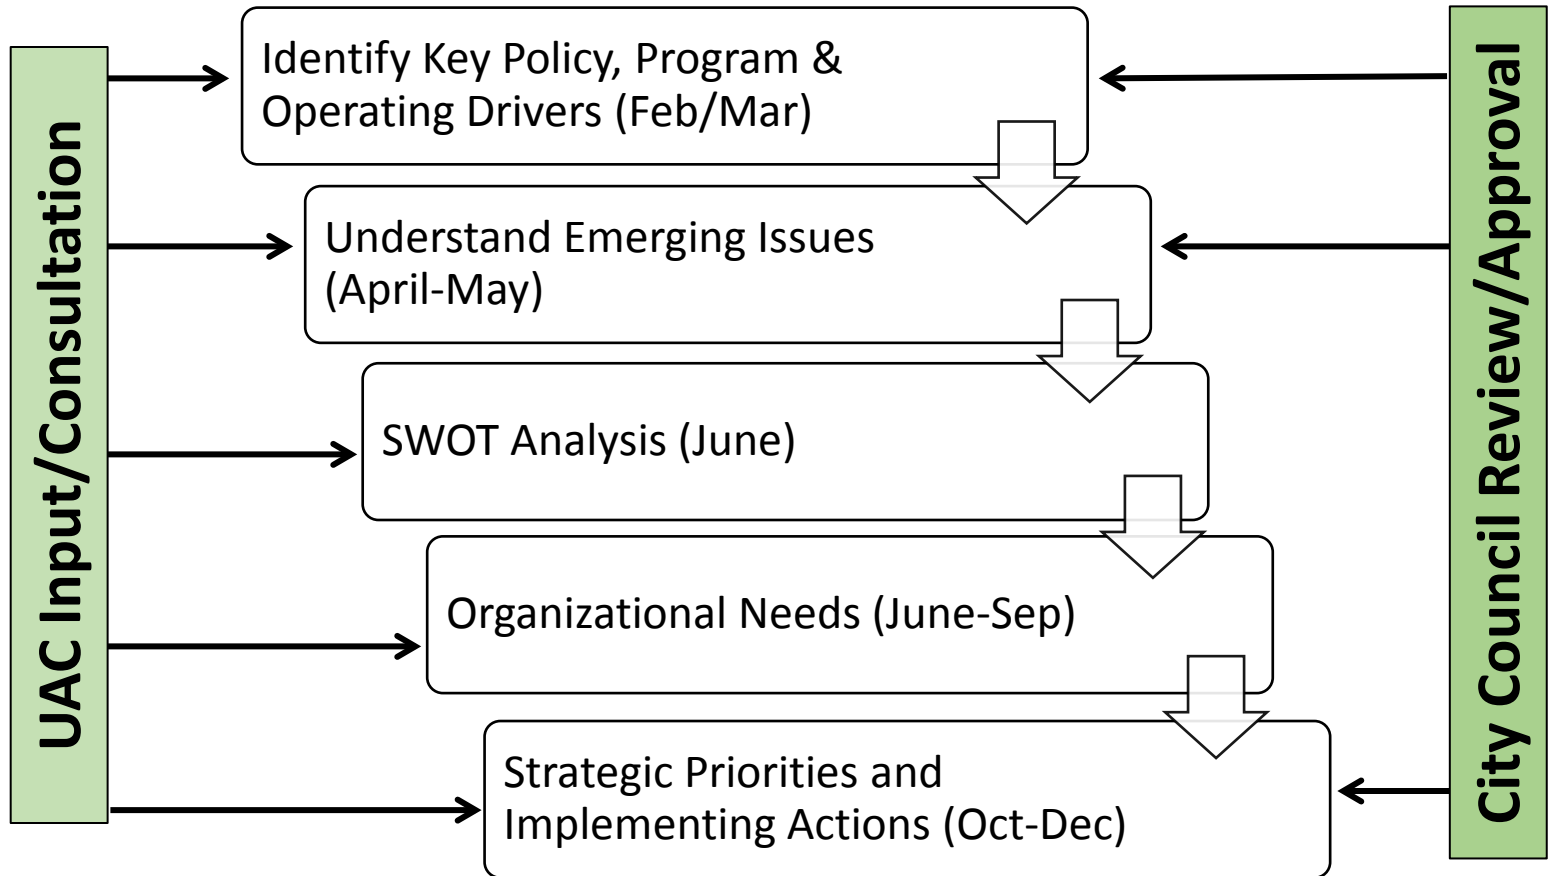 UAC Input/Consultation
Identify Key Policy, Program &
Operating Drivers (Feb/Mar)
Understand Emerging Issues
(April-May)
SWOT Analysis (June)
Organizational Needs (June-Sep)
Strategic Priorities and
Implementing Actions (Oct-Dec)
City Council Review/Approval